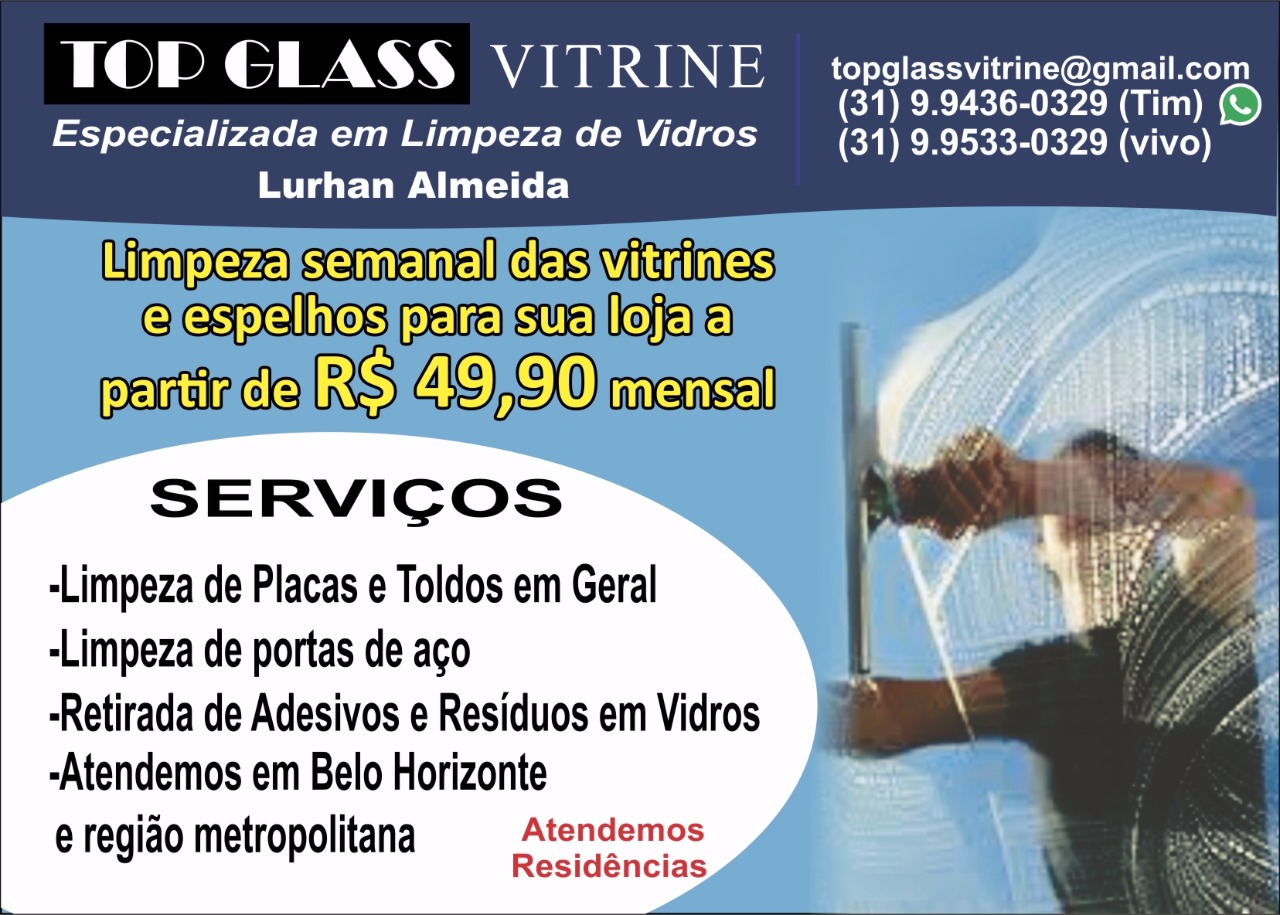 TOP GLASS VITRINE
Especializada em Limpeza de Vidros
Lurhan Almeida
topglassvitrine@gmail.com
(31) 9.9436-0329 (Tim)
(31) 9.9533-0329 (vivo)
Limpeza semanal das vitrines
e espelhos para sua loja a
partir de R$ 49,90 mensal
SERVIÇOS
-Limpeza de Placas e Toldos em Geral
-Limpeza de portas de aço
-Retirada de Adesivos e Resíduos em Vidros
-Atendemos em Belo Horizonte
e região metropolitana
Atendemos
Residências